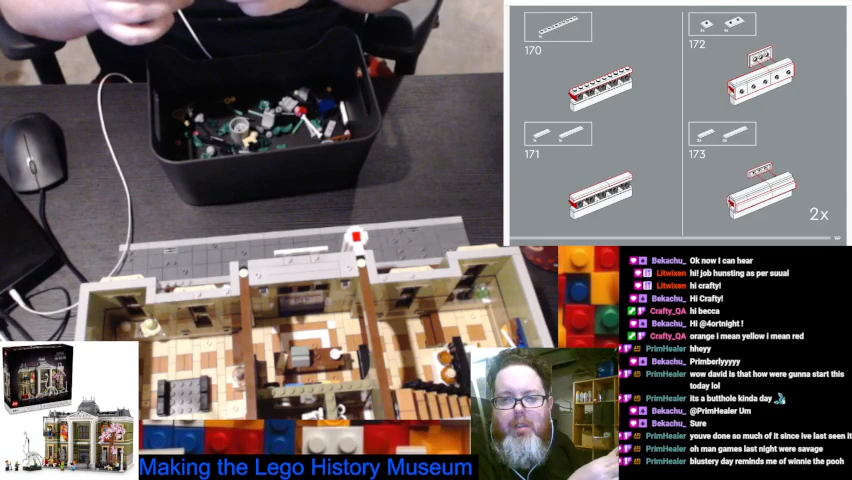 170
172
171
173
2x
Bekachu_ Ok now I can hear
Litwixen hi! job hunsting as per suual
Litwixen hi crafty!
Bekachu_ Hi Crafty!
Crafty_QA hi becca
Bekachu_ Hi @4ortnight !
Crafty_QA orange i mean yellow i mean red
PrimHealer hheyy
Bekachu_ Primberlyyyyy
PrimHealer wow david is that how were gunna start this
today lol
PrimHealer its a butthole kinda day
Bekachu_ @PrimHealer Um
Bekachu_ Sure
PrimHealer youve done so much of it since ive last seen it
PrimHealer oh man games last night were savage
PrimHealer blustery day reminds me of winnie the pooh
Making the Lego History Museum